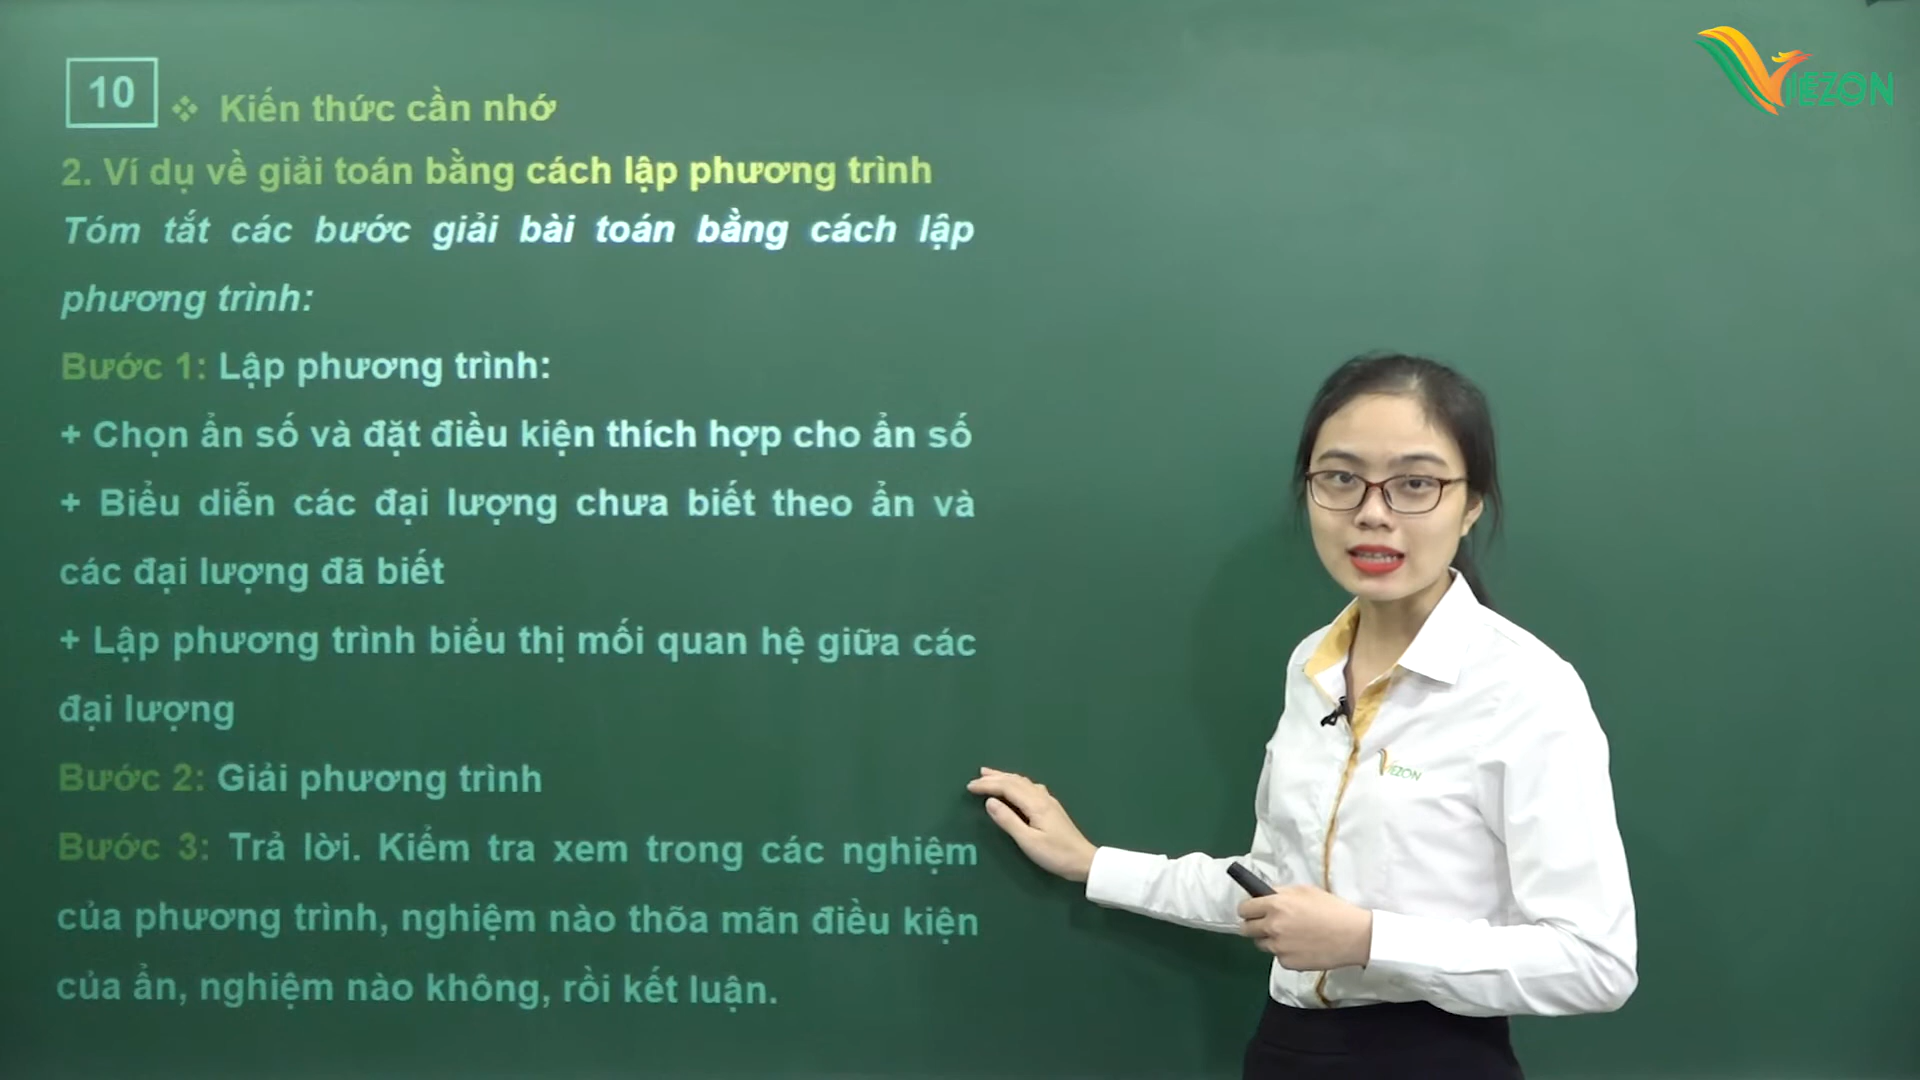 VIEZON
10
❖ Kiến thức cần nhớ
2. Ví dụ về giải toán bằng cách lập phương trình
Tóm tắt các bước giải bài toán bằng cách lập
phương trình:
Bước 1: Lập phương trình:
+ Chọn ẩn số và đặt điều kiện thích hợp cho ẩn số
+ Biểu diễn các đại lượng chưa biết theo ẩn và
các đại lượng đã biết
+ Lập phương trình biểu thị mối quan hệ giữa các
đại lượng
Bước 2: Giải phương trình
Bước 3: Trả lời. Kiểm tra xem trong các nghiệm
của phương trình, nghiệm nào thõa mãn điều kiện
của ẩn, nghiệm nào không, rồi kết luận.
VIEZON